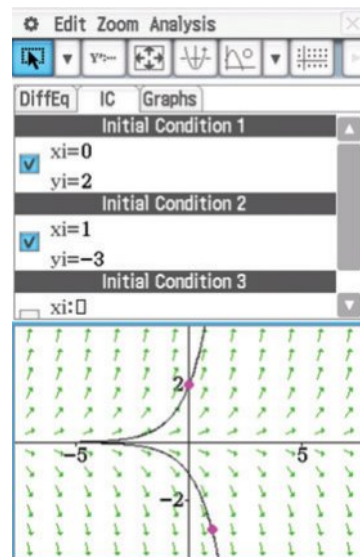 Edit Zoom Analysis
DiffEq IC Graphs
Initial Condition 1
xi=0
yi=2
Initial Condition 2
xi=1
yi=-3
Initial Condition 3
xi:▯
2
-5
5
-2